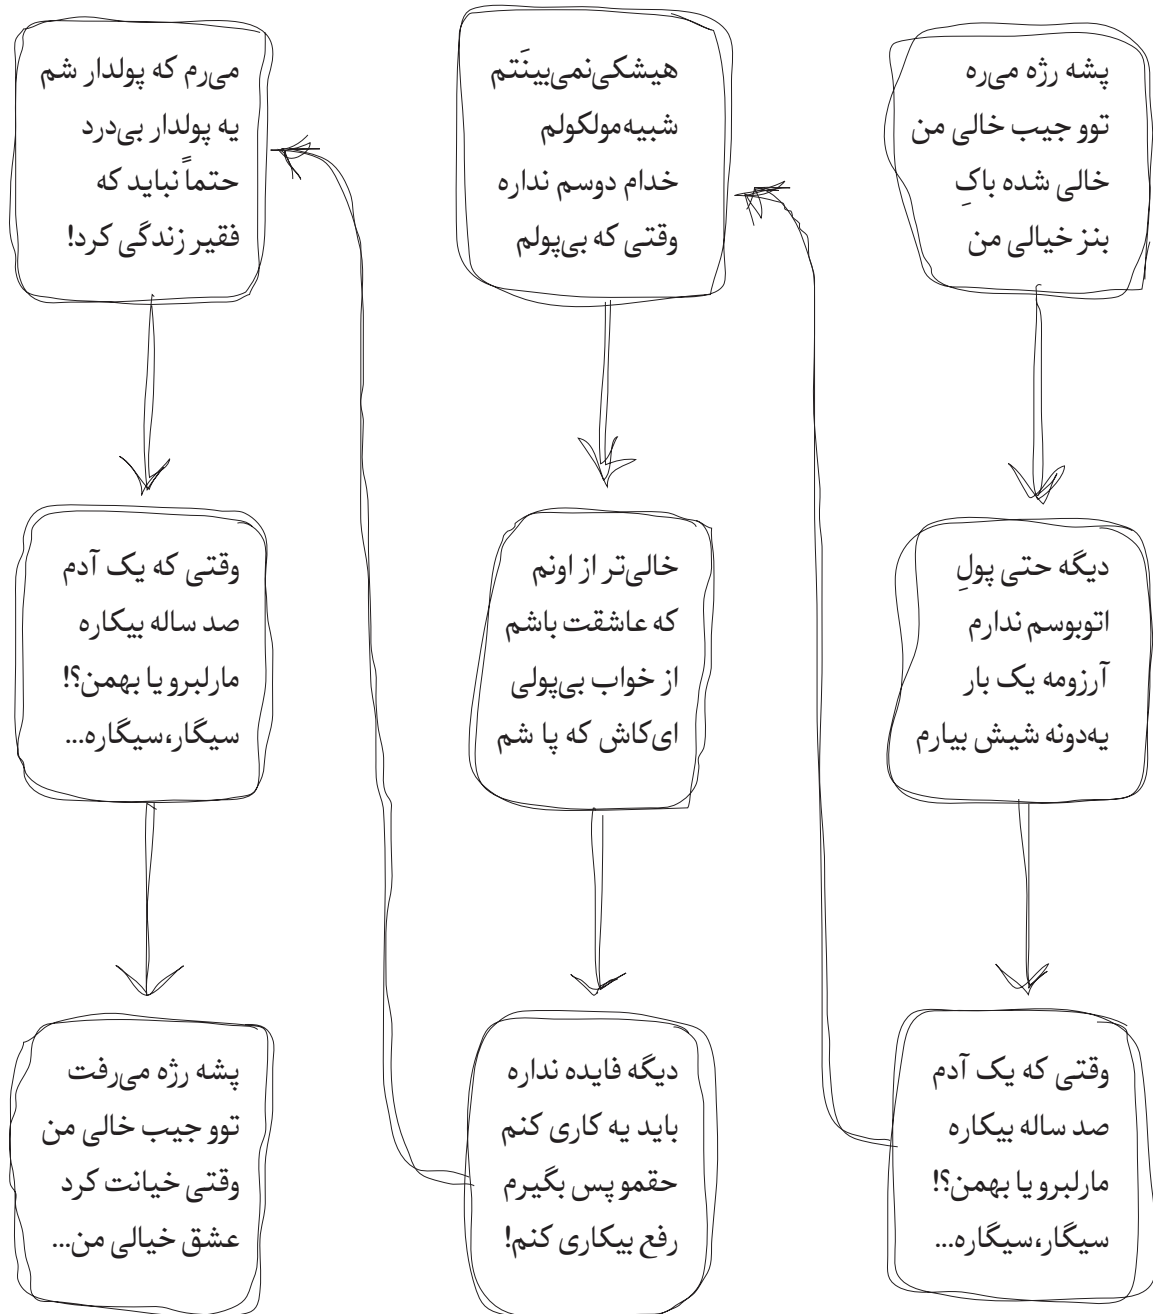 پشه رژه می‌ره
توو جیب خالی من
خالی شده باکِ
بنز خیالی من
دیگه حتی پولِ
اتوبوسم ندارم
آرزومه یک بار
یه‌دونه شیش بیارم
وقتی که یک آدم
صد ساله بیکاره
مارلبرو یا بهمن؟!
سیگار،سیگاره...
هیشکی‌نمی‌بینَتم
شبیه‌مولکولم
خدام دوسم نداره
وقتی که بی‌پولم
خالی‌تر از اونم
که عاشقت باشم
از خواب بی‌پولی
ای‌کاش که پا شم
دیگه فایده نداره
باید یه کاری کنم
حقمو پس بگیرم
رفع بیکاری کنم!
می‌رم که پولدار شم
یه پولدار بی‌درد
حتماً نباید که
فقیر زندگی کرد!
وقتی که یک آدم
صد ساله بیکاره
مارلبرو یا بهمن؟!
سیگار،سیگاره...
پشه رژه می‌رفت
توو جیب خالی من
وقتی خیانت کرد
عشق خیالی من...